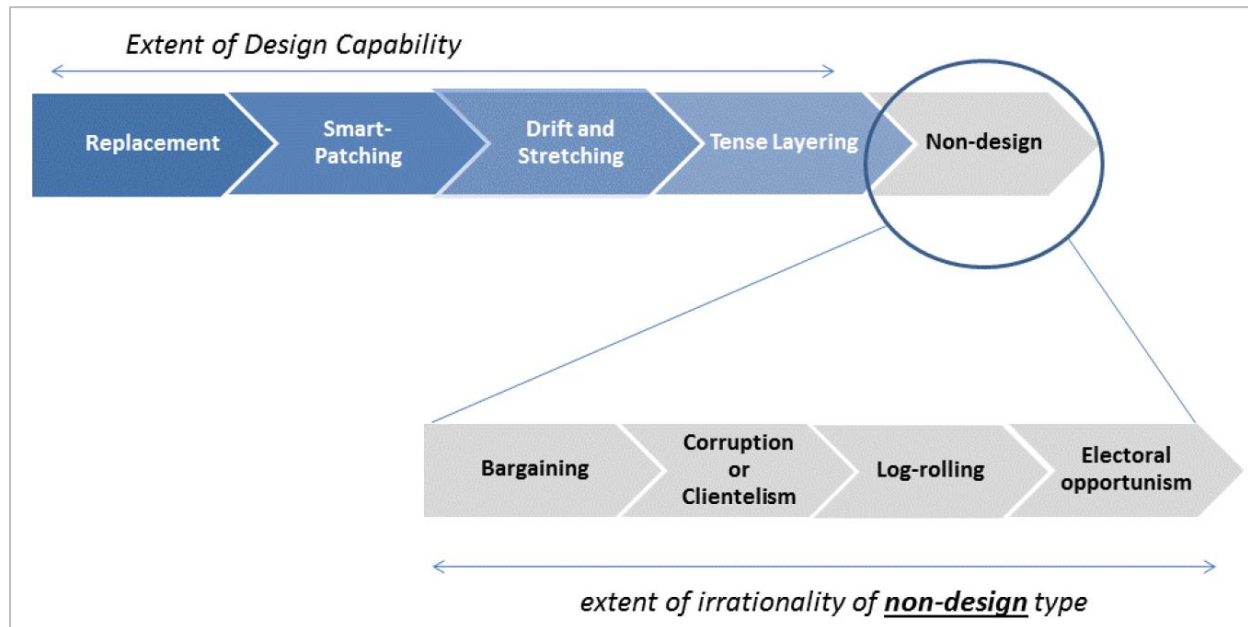 Extent of Design Capability
Replacement
Smart-
Patching
Drift and
Stretching
Tense Layering
Non-design
Bargaining
Corruption
or
Clientelism
Log-rolling
Electoral
opportunism
extent of irrationality of non-design type